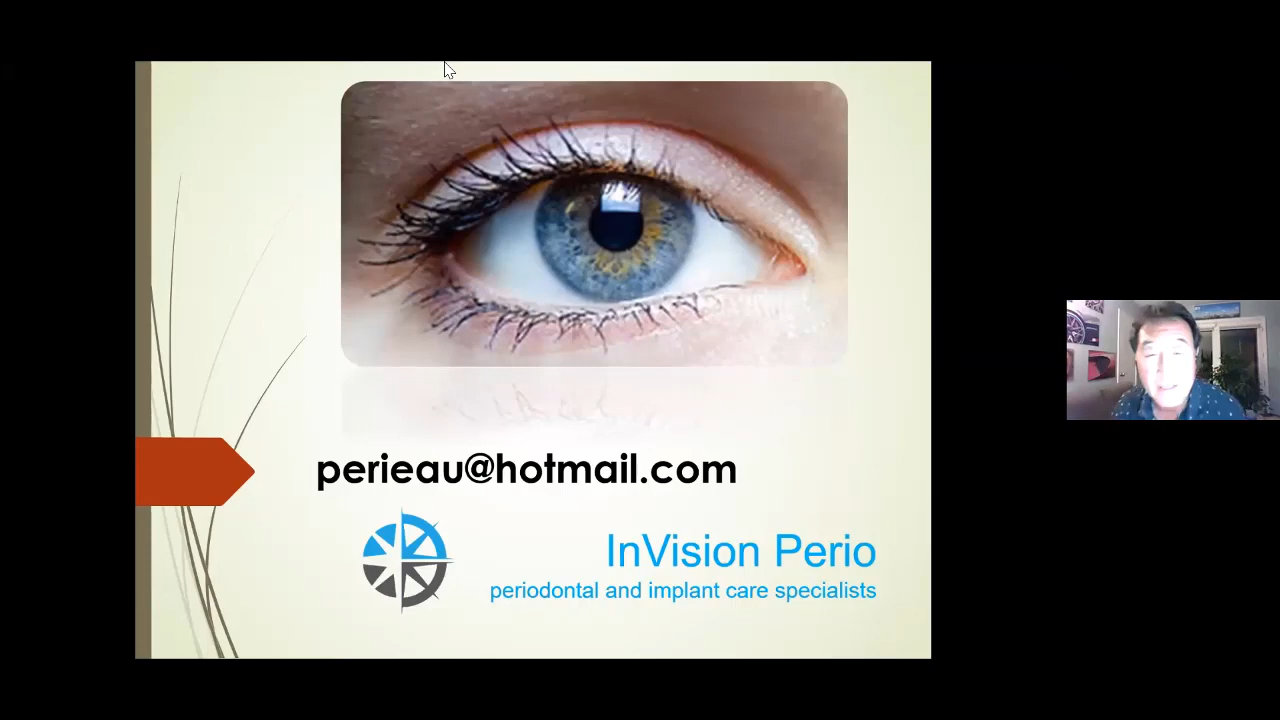 perieau@hotmail.com
InVision Perio
periodontal and implant care specialists